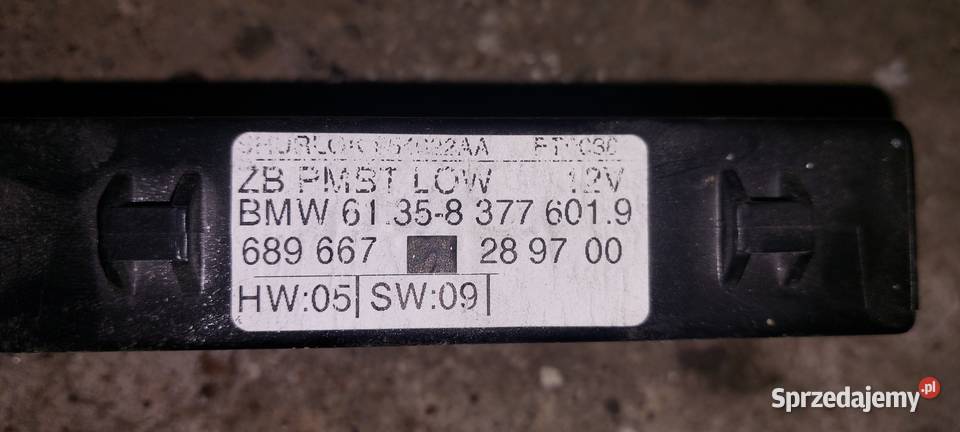 ZB PMBT LOW 12V
BMW 61.35-8 377 601.9
689 667 28 97 00
HW:05 SW:09
Sprzedajemy.pl